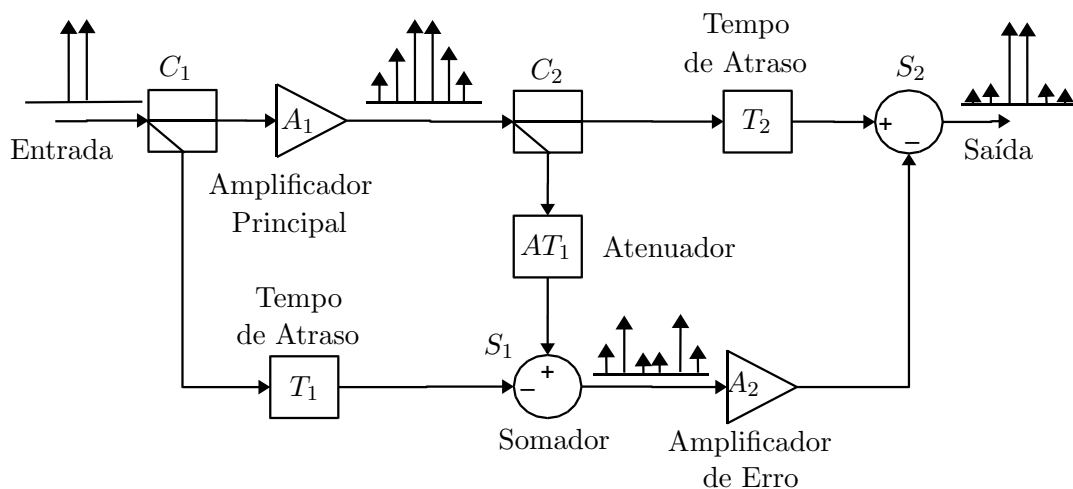 Tempo
de Atraso
C1
C2
S2
A1
T2
+
−
Entrada
Saída
Amplificador
Principal
AT1
Atenuador
Tempo
de Atraso
S1
+
T1
−
A2
Somador
Amplificador
de Erro